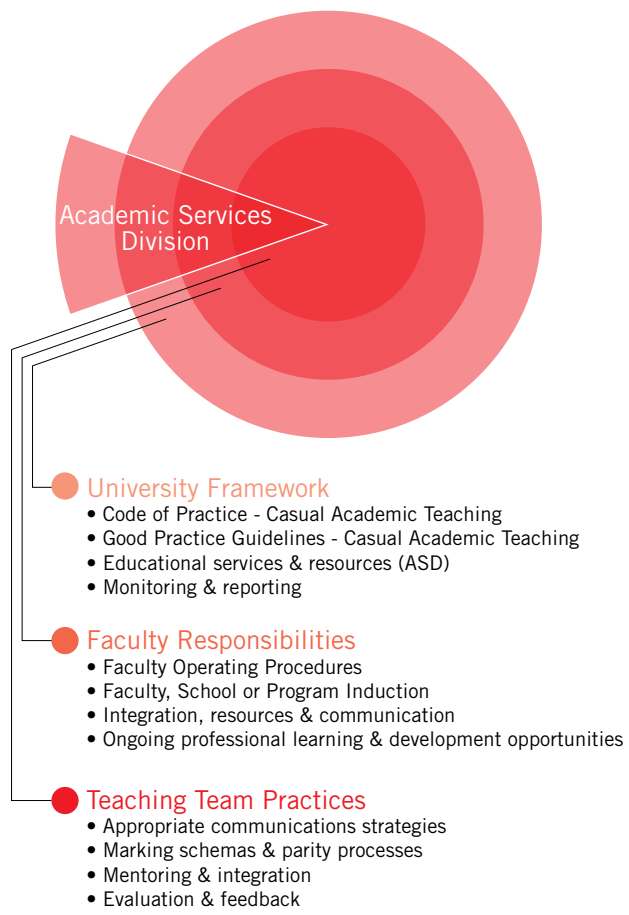 Academic Services
Division
University Framework
• Code of Practice - Casual Academic Teaching
• Good Practice Guidelines - Casual Academic Teaching
• Educational services & resources (ASD)
• Monitoring & reporting
Faculty Responsibilities
• Faculty Operating Procedures
• Faculty, School or Program Induction
• Integration, resources & communication
• Ongoing professional learning & development opportunities
Teaching Team Practices
• Appropriate communications strategies
• Marking schemas & parity processes
• Mentoring & integration
• Evaluation & feedback